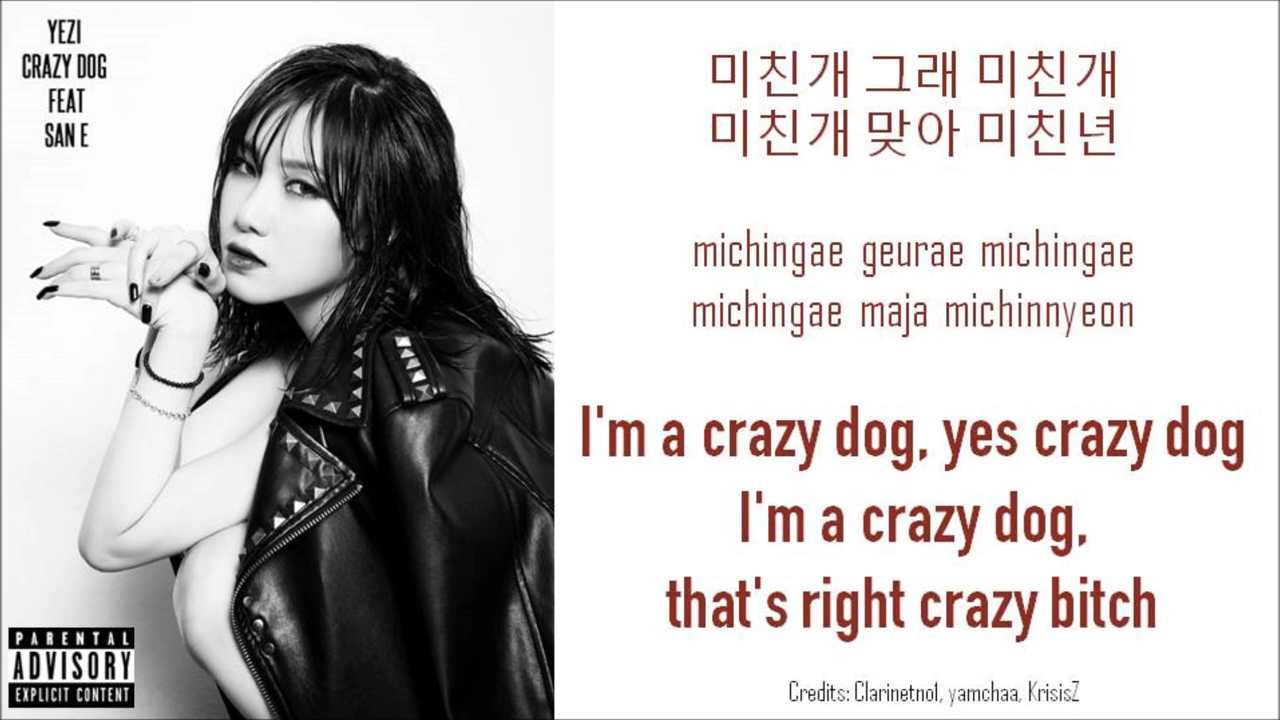 YEZI
CRAZY DOG
FEAT
SAN E
PARENTAL
ADVISORY
EXPLICIT CONTENT
미친개 그래 미친개
미친개 맞아 미친년
michingae geurae michingae
michingae maja michinnyeon
I'm a crazy dog, yes crazy dog
I'm a crazy dog,
that's right crazy bitch
Credits: Clarinetno1, yamchaa, KrisisZ